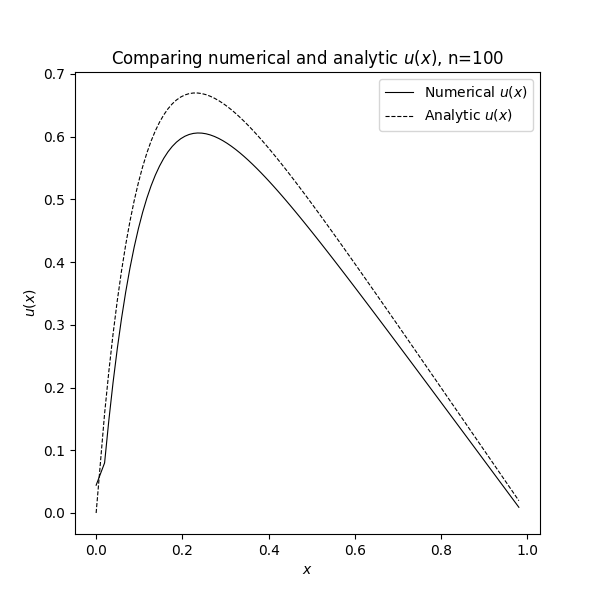 Comparing numerical and analytic u(x), n=100
Numerical u(x)
Analytic u(x)
0.7
0.6
0.5
0.4
0.3
0.2
0.1
0.0
u(x)
0.0 0.2 0.4 0.6 0.8 1.0
x